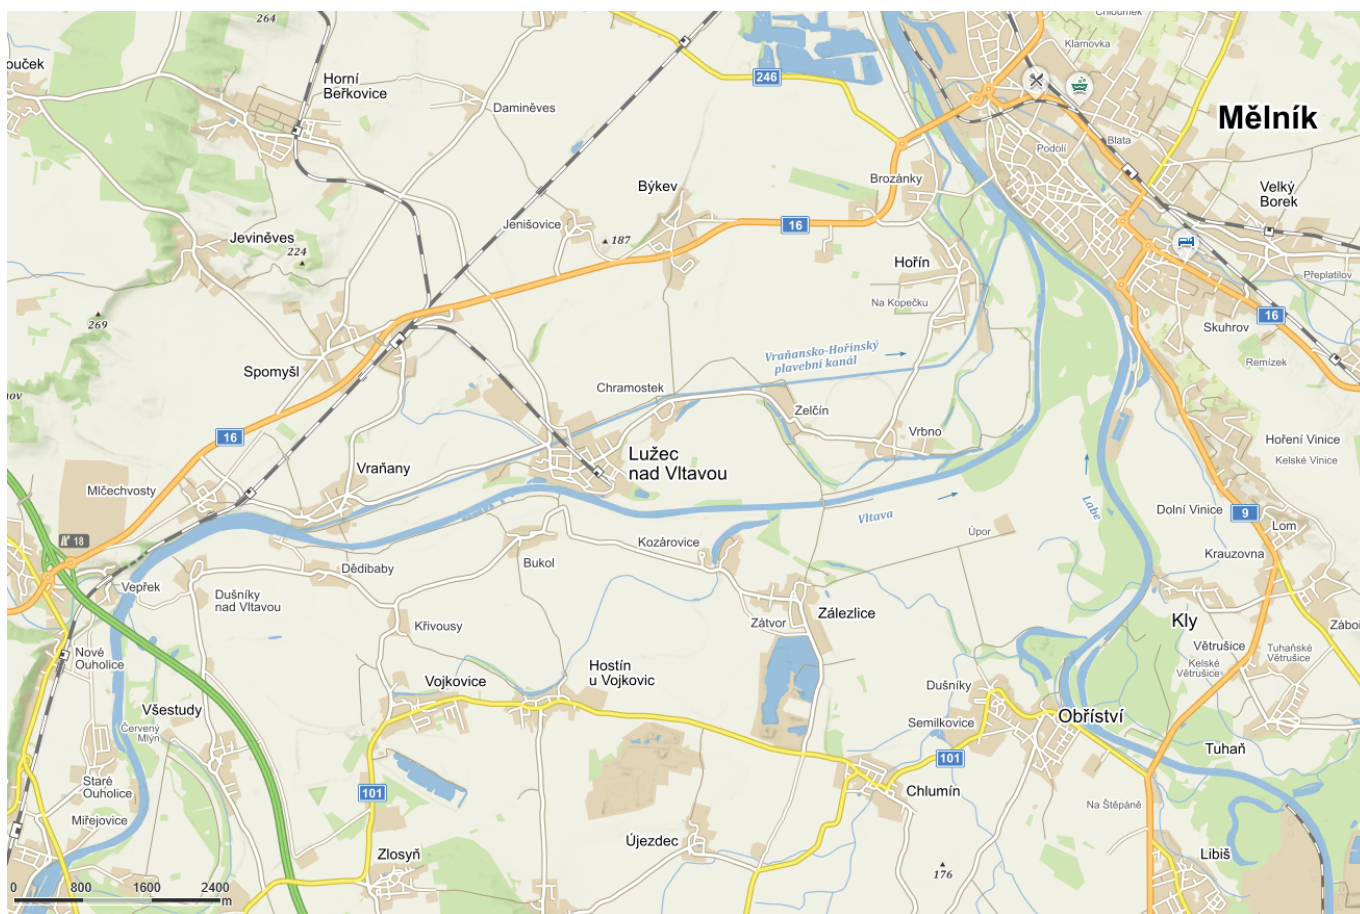 264
Chloumek
Klamovka
ouček
Horní
Beřkovice
246
Daminěves
Mělník
Podolí
Blata
Brozánky
Býkev
Velký
Borek
Jenišovice
16
187
Jeviněves
224
Hořín
Přeplatilov
Na Kopečku
269
16
Skuhrov
Vraňansko-Hořínský
plavební kanál
Remízek
Spomyšl
Chramostek
nov
Zelčín
Vrbno
16
Hoření Vinice
Lužec
nad Vltavou
Kelské Vinice
Vraňany
Mlčechvosty
Vltava
Labe
Dolní Vinice
9
Lom
Úpor
18
Kozárovice
Krauzovna
Bukol
Dědibaby
Vepřek
Dušníky
nad Vltavou
Zálezlice
Zátvor
Kly
Zábo
Křivousy
Větrušice
Tuhaňské
Větrušice
Nové
Ouholice
Hostín
u Vojkovic
Kelské
Větrušice
Vojkovice
Dušníky
Všestudy
Semilkovice
Obříství
Červený
Mlýn
Tuhaň
101
Staré
Ouholice
101
Chlumín
Na Štěpáně
Miřejovice
Újezdec
Zlosyň
Libiš
176
0 800 1600 2400
m